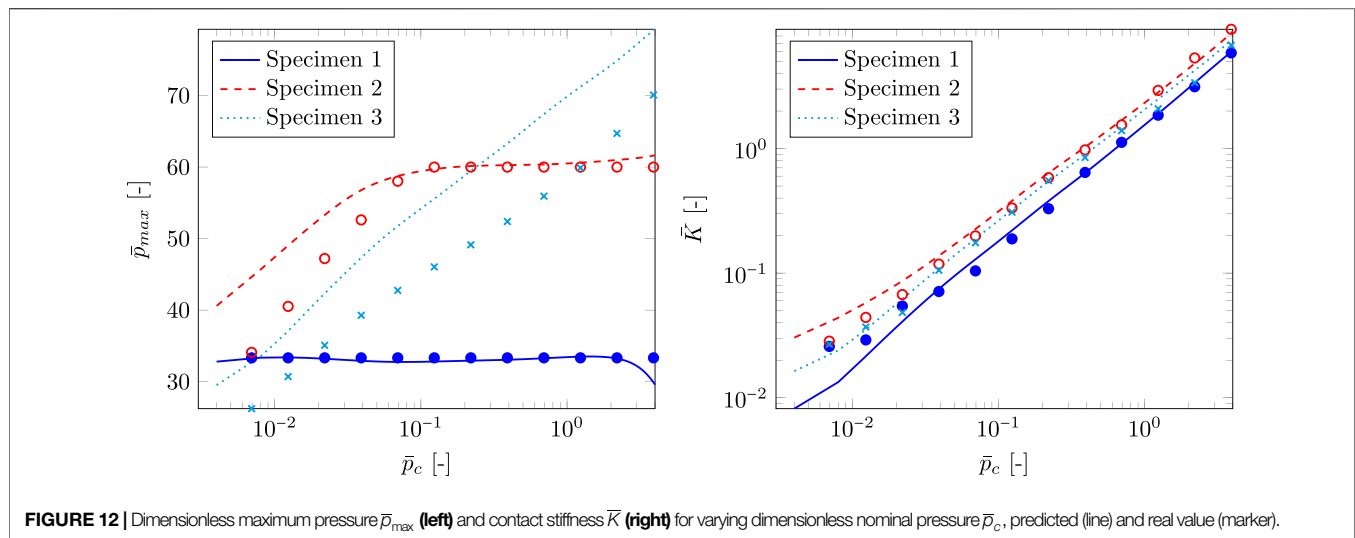 Specimen 1
Specimen 2
Specimen 3
70
60
50
40
30
p̄max [-]
10⁻²
10⁻¹
10⁰
p̄c [-]
Specimen 1
Specimen 2
Specimen 3
10⁰
10⁻¹
10⁻²
K̄ [-]
10⁻²
10⁻¹
10⁰
p̄c [-]
FIGURE 12 | Dimensionless maximum pressure p̄max (left) and contact stiffness K̄ (right) for varying dimensionless nominal pressure p̄c, predicted (line) and real value (marker).